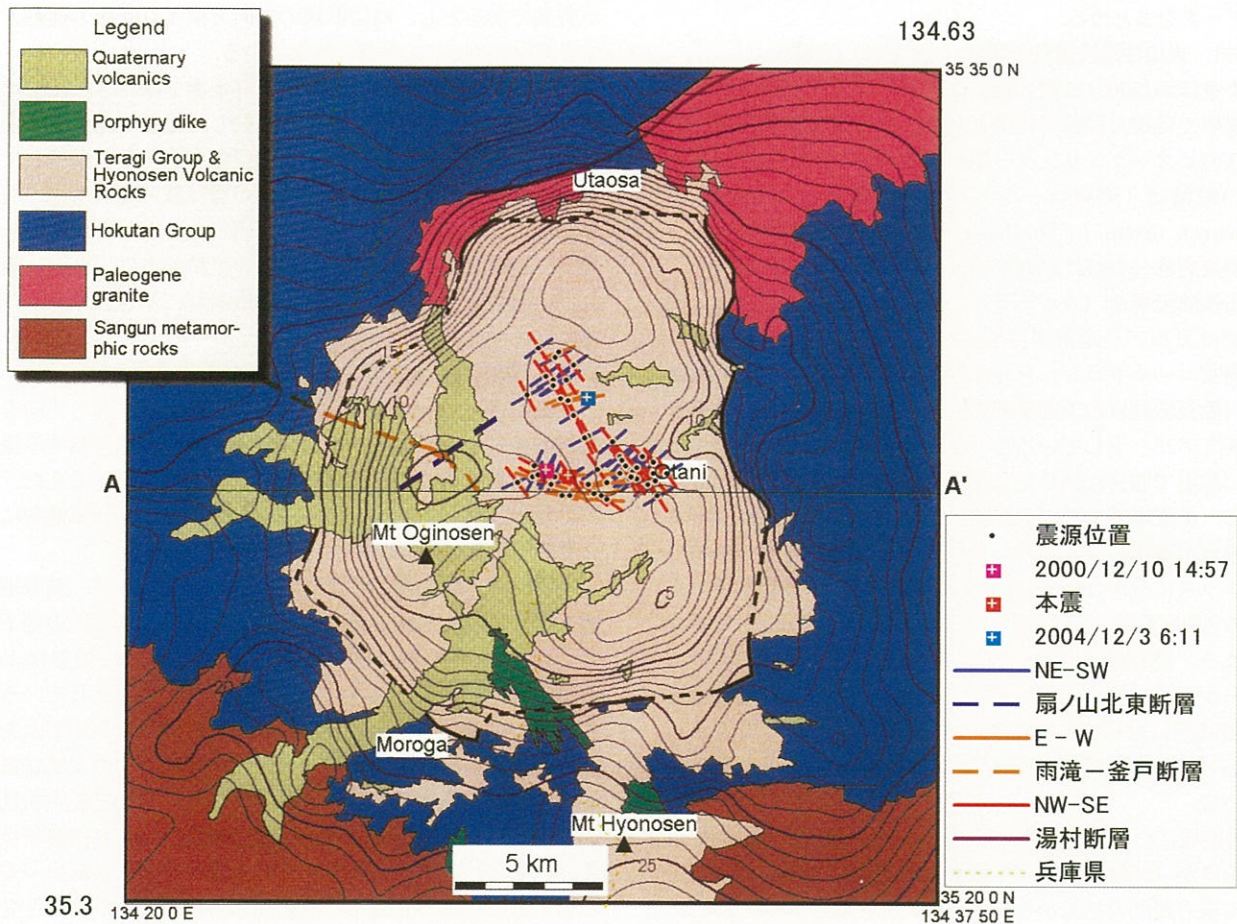 Legend
Quaternary
volcanics
Porphyry dike
Teragi Group &
Hyonosen Volcanic
Rocks
Hokutan Group
Paleogene
granite
Sangun metamor-
phic rocks
134.63
35 35 0 N
Utaosa
15
10
10
A
A'
Otani
Mt Oginosen
5
Moroga
Mt Hyonosen
25
5 km
35.3
134 20 0 E
35 20 0 N
134 37 50 E
震源位置
2000/12/10 14:57
本震
2004/12/3 6:11
NE-SW
扇ノ山北東断層
E - W
雨滝－釜戸断層
NW-SE
湯村断層
兵庫県